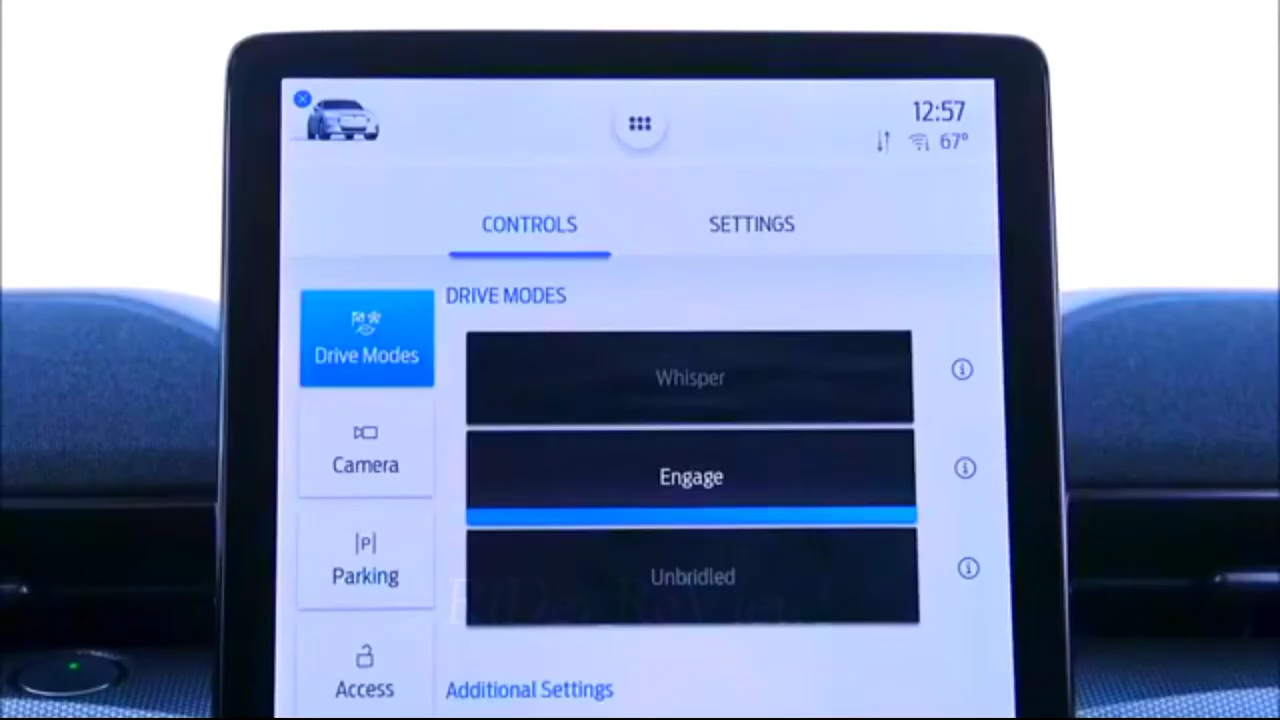 12:57
67°
CONTROLS
SETTINGS
DRIVE MODES
Drive Modes
Whisper
Camera
Engage
P
Parking
Unbridled
Access
Additional Settings